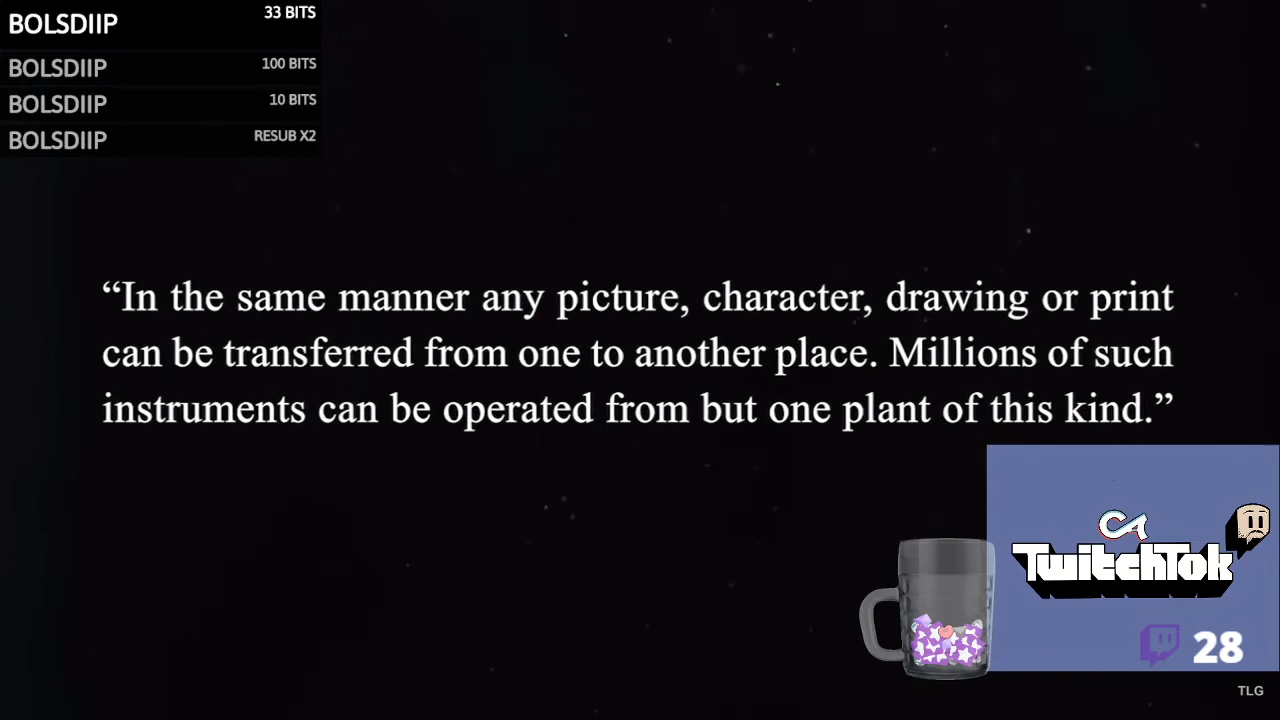 BOLSDIIP 33 BITS
BOLSDIIP 100 BITS
BOLSDIIP 10 BITS
BOLSDIIP RESUB X2
“In the same manner any picture, character, drawing or print
can be transferred from one to another place. Millions of such
instruments can be operated from but one plant of this kind.”
CA
TwitchTok
28
TLG